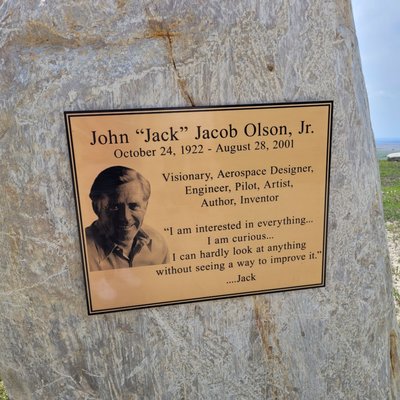 John "Jack" Jacob Olson, Jr.
October 24, 1922 - August 28, 2001
Visionary, Aerospace Designer,
Engineer, Pilot, Artist,
Author, Inventor
"I am interested in everything...
I am curious...
I can hardly look at anything
without seeing a way to improve it."
....Jack